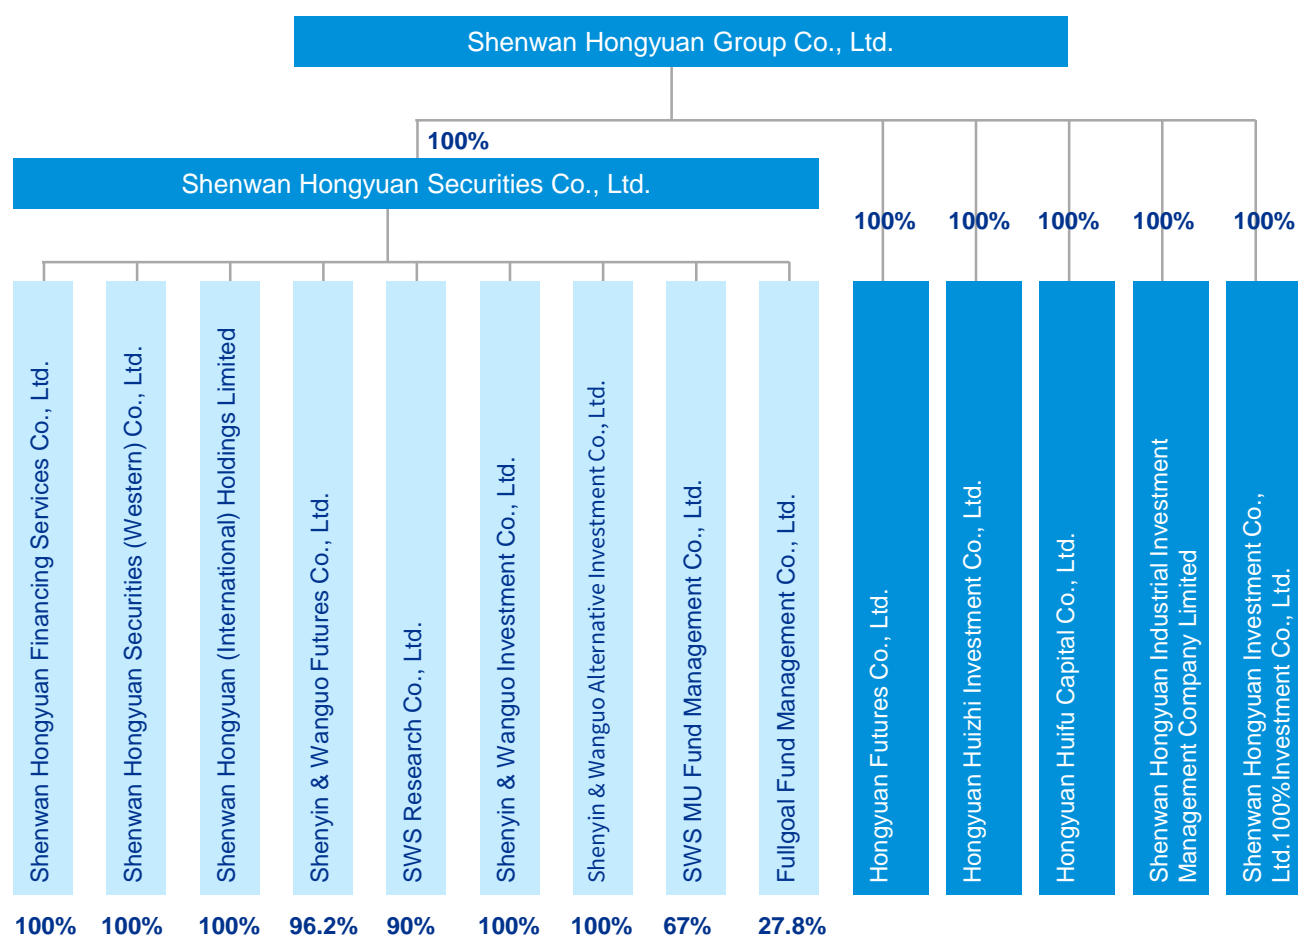 Shenwan Hongyuan Group Co., Ltd.
100%
Shenwan Hongyuan Securities Co., Ltd.
100%
100%
100%
100%
100%
Shenwan Hongyuan Financing Services Co., Ltd.
Shenwan Hongyuan Securities (Western) Co., Ltd.
Shenwan Hongyuan (International) Holdings Limited
Shenyin & Wanguo Futures Co., Ltd.
SWS Research Co., Ltd.
Shenyin & Wanguo Investment Co., Ltd.
Shenyin & Wanguo Alternative Investment Co., Ltd.
SWS MU Fund Management Co., Ltd.
Fullgoal Fund Management Co., Ltd.
Hongyuan Futures Co., Ltd.
Hongyuan Huizhi Investment Co., Ltd.
Hongyuan Huifu Capital Co., Ltd.
Shenwan Hongyuan Industrial Investment
Management Company Limited
Shenwan Hongyuan Investment Co.,
Ltd.100%Investment Co., Ltd.
100%
100%
100%
96.2%
90%
100%
100%
67%
27.8%